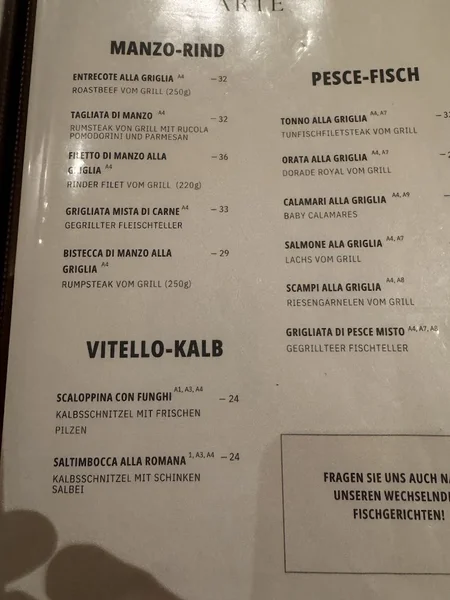 ARTE
MANZO-RIND
ENTRECOTE ALLA GRIGLIA A4 – 32
ROASTBEEF VOM GRILL (250g)
TAGLIATA DI MANZO A4 – 32
RUMSTEAK VON GRILL MIT RUCOLA
POMODORINI UND PARMESAN
FILETTO DI MANZO ALLA – 36
GRIGLIA A4
RINDER FILET VOM GRILL (220g)
GRIGLIATA MISTA DI CARNE A4 – 33
GEGRILLTER FLEISCHTELLER
BISTECCA DI MANZO ALLA – 29
GRIGLIA A4
RUMPSTEAK VOM GRILL (250g)
VITELLO-KALB
SCALOPPINA CON FUNGHI A1, A3, A4 – 24
KALBSSCHNITZEL MIT FRISCHEN
PILZEN
SALTIMBOCCA ALLA ROMANA 1, A3, A4 – 24
KALBSSCHNITZEL MIT SCHINKEN
SALBEI
PESCE-FISCH
TONNO ALLA GRIGLIA A4, A7
TUNFISCHFILETSTEAK VOM GRILL
ORATA ALLA GRIGLIA A4, A7
DORADE ROYAL VOM GRILL
CALAMARI ALLA GRIGLIA A4, A9
BABY CALAMARES
SALMONE ALA GRIGLIA A4, A7
LACHS VOM GRILL
SCAMPI ALLA GRIGLIA A4, A8
RIESENGARNELEN VOM GRILL
GRIGLIATA DI PESCE MISTO A4, A7, A8
GEGRILLTEER FISCHTELLER
FRAGEN SIE UNS AUCH NA
UNSEREN WECHSELND
FISCHGERICHTEN!